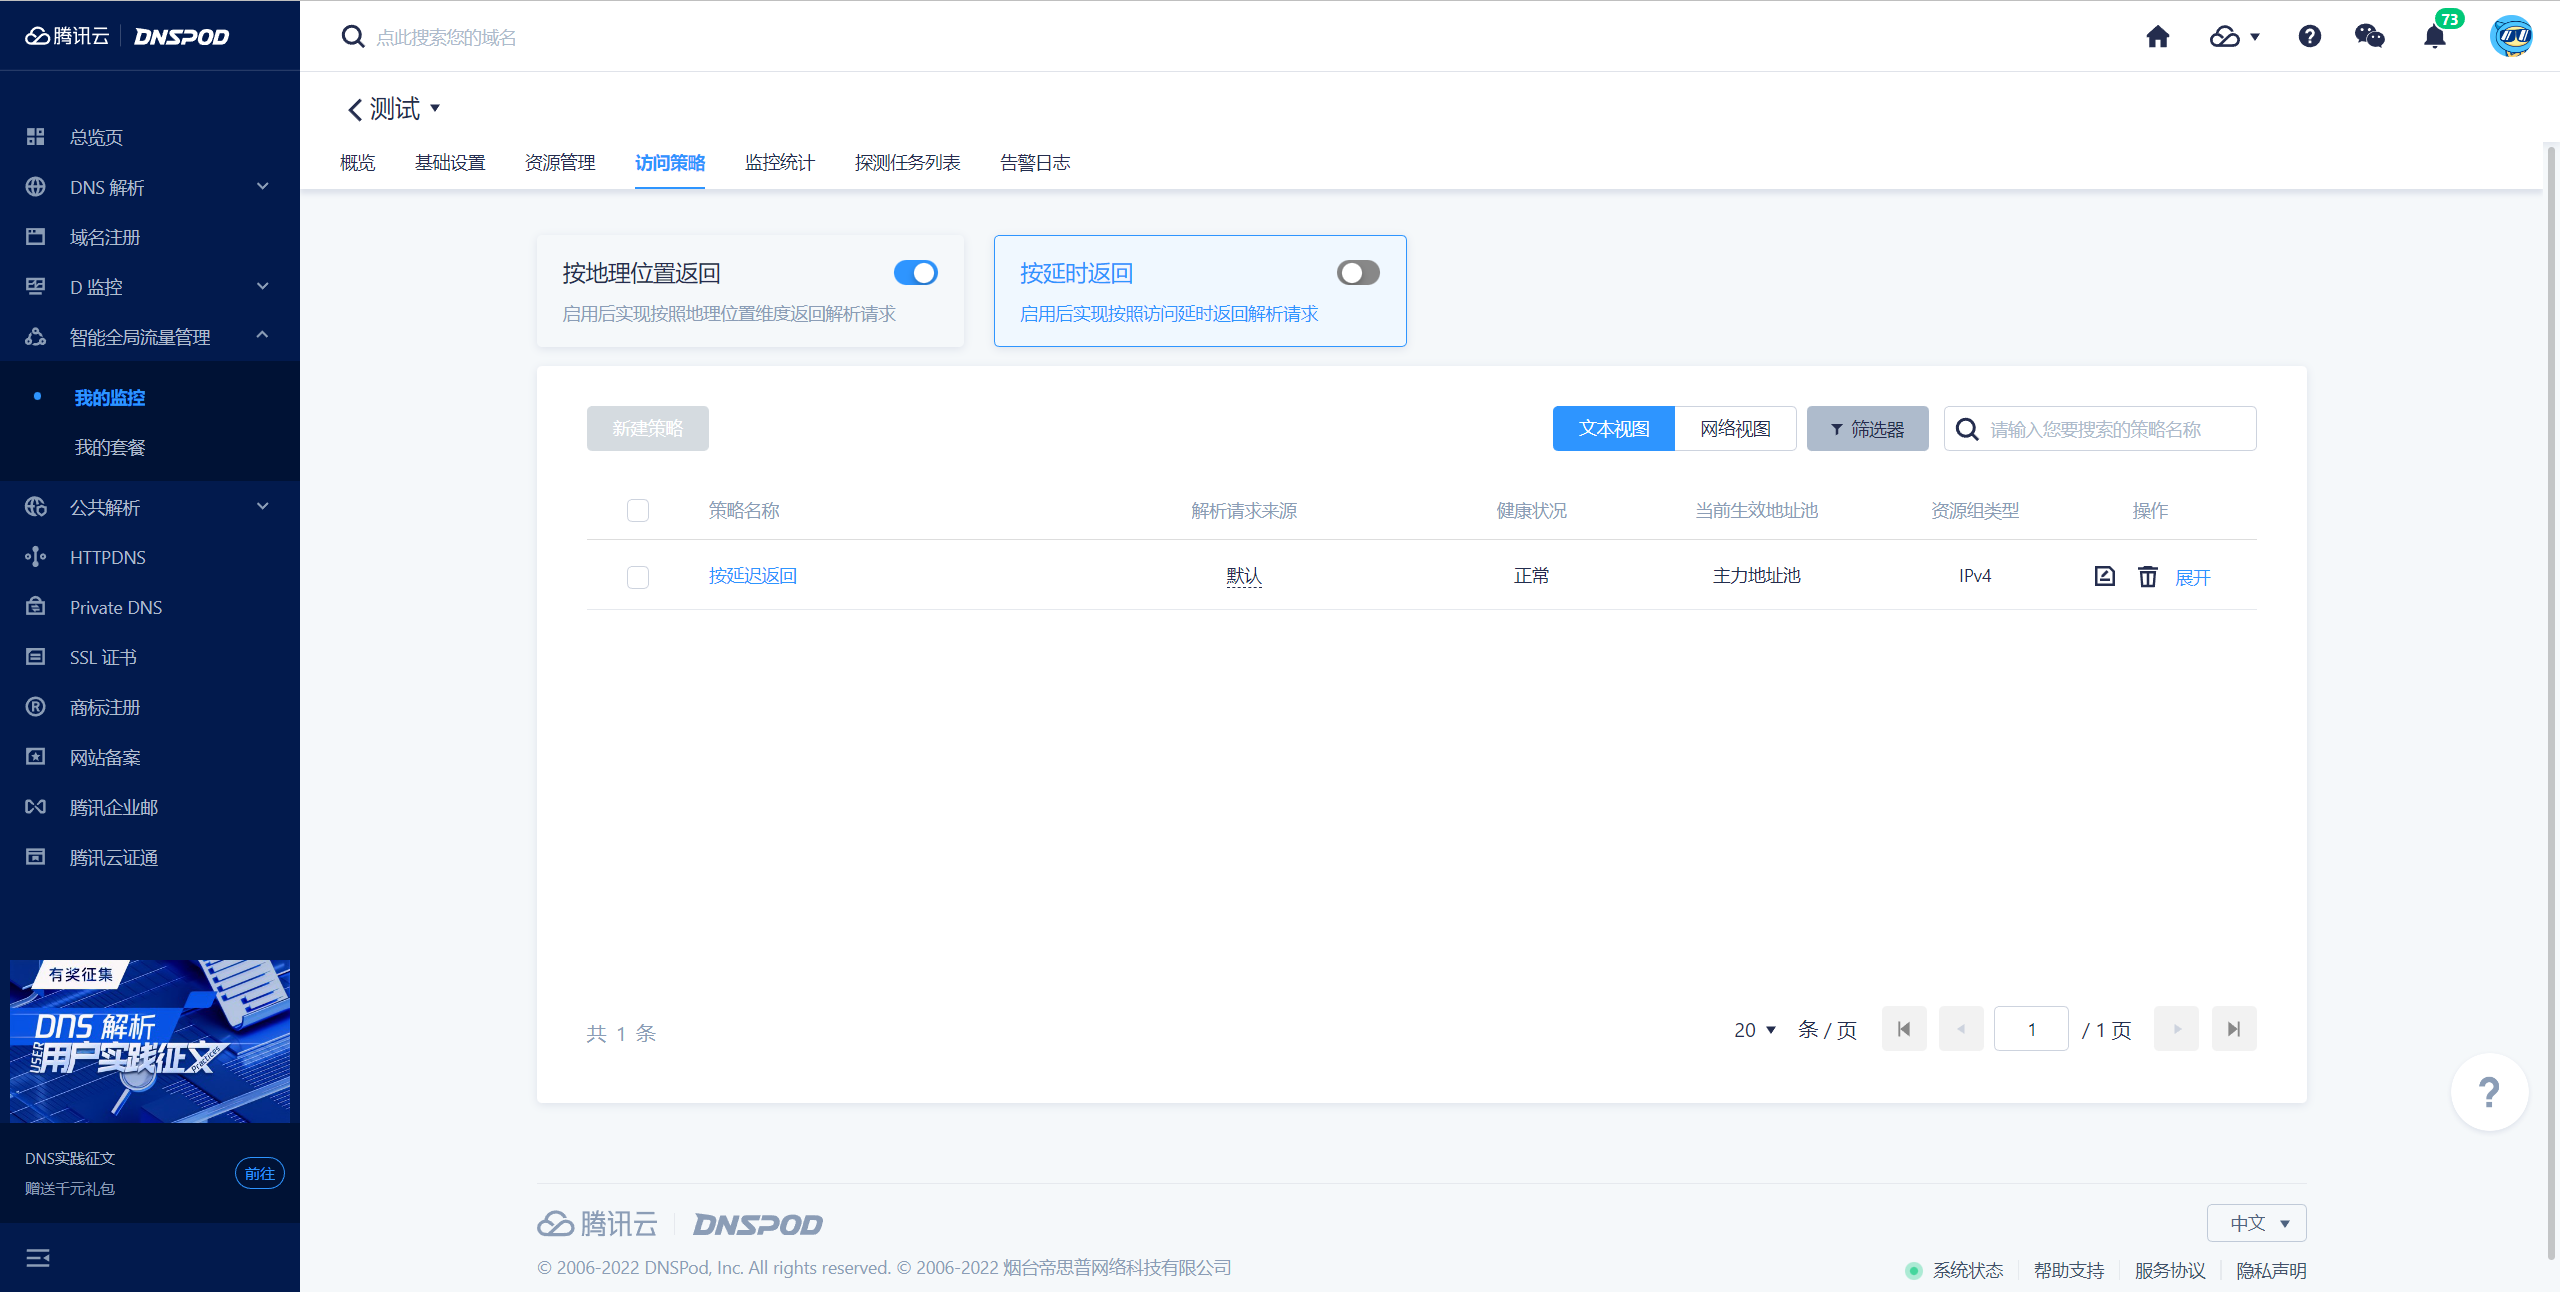 腾讯云 DNSPOD
点此搜索您的域名
73
总览页
DNS 解析
域名注册
D 监控
智能全局流量管理
我的监控
我的套餐
公共解析
HTTPDNS
Private DNS
SSL 证书
商标注册
网站备案
腾讯企业邮
腾讯云证通
有奖征集
DNS 解析
USER
用户实践征文
Practices
DNS实践征文
赠送千元礼包
前往
测试
概览 基础设置 资源管理 访问策略 监控统计 探测任务列表 告警日志
按地理位置返回
启用后实现按照地理位置维度返回解析请求
按延时返回
启用后实现按照访问延时返回解析请求
新建策略 文本视图 网络视图 筛选器 请输入您要搜索的策略名称
策略名称 解析请求来源 健康状况 当前生效地址池 资源组类型 操作
按延迟返回 默认 正常 主力地址池 IPv4 展开
共 1 条 20 条 / 页 1 / 1 页
?
腾讯云 DNSPOD
中文
© 2006-2022 DNSPod, Inc. All rights reserved. © 2006-2022 烟台帝思普网络科技有限公司
系统状态 帮助支持 服务协议 隐私声明